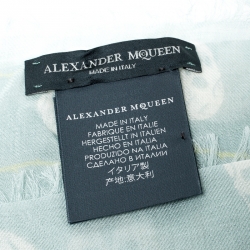 ALEXANDER MCQUEEN
MADE IN ITALY
ALEXANDER MCQUEEN
MADE IN ITALY
FABRIQUE EN ITALIE
HERGESTELLT IN ITALIEN
HECHO EN ITALIA
PRODUZIDO NA ITALIA
СДЕЛАНО В ИТАЛИИ
イタリア製
产地:意大利